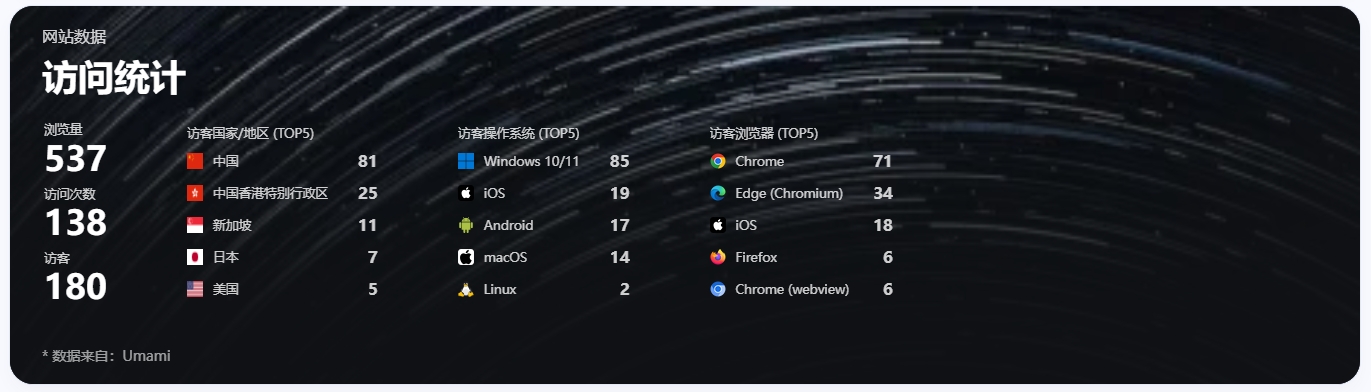 网站数据
访问统计
浏览量
537
访问次数
138
访客
180
访客国家/地区 (TOP5)
中国 81
中国香港特别行政区 25
新加坡 11
日本 7
美国 5
访客操作系统 (TOP5)
Windows 10/11 85
iOS 19
Android 17
macOS 14
Linux 2
访客浏览器 (TOP5)
Chrome 71
Edge (Chromium) 34
iOS 18
Firefox 6
Chrome (webview) 6
* 数据来自：Umami